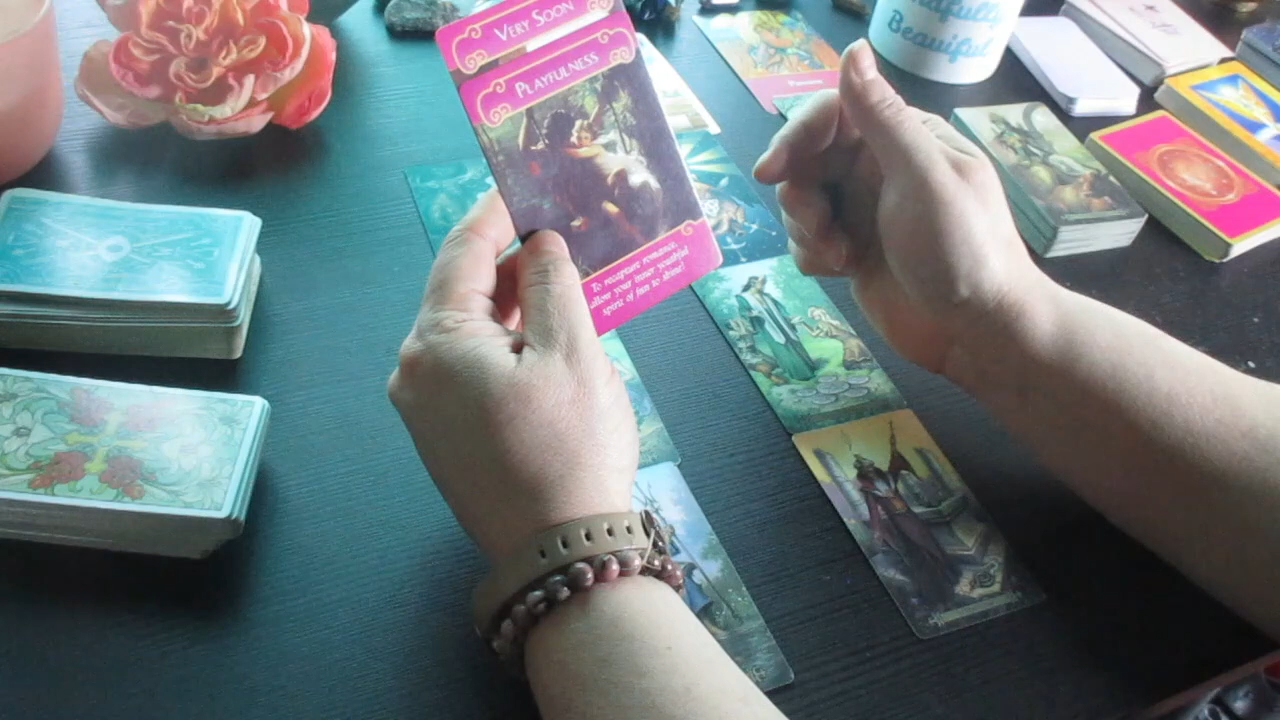 VERY SOON
PLAYFULNESS
To recapture romance,
allow your inner youthful
spirit of fun to shine!
Beautiful